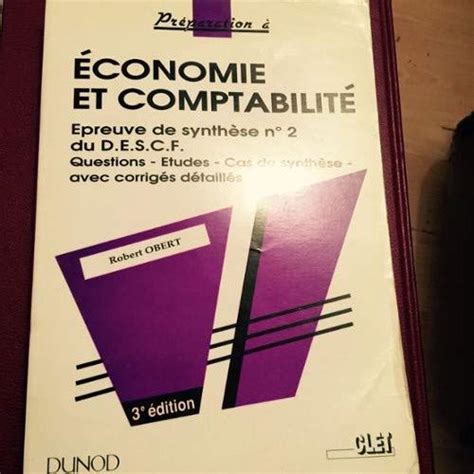 Préparation à
ÉCONOMIE
ET COMPTABILITÉ
Epreuve de synthèse n° 2
du D.E.S.C.F.
Questions - Etudes - Cas de synthèse -
avec corrigés détaillés
Robert OBERT
3e édition
DUNOD
CLET